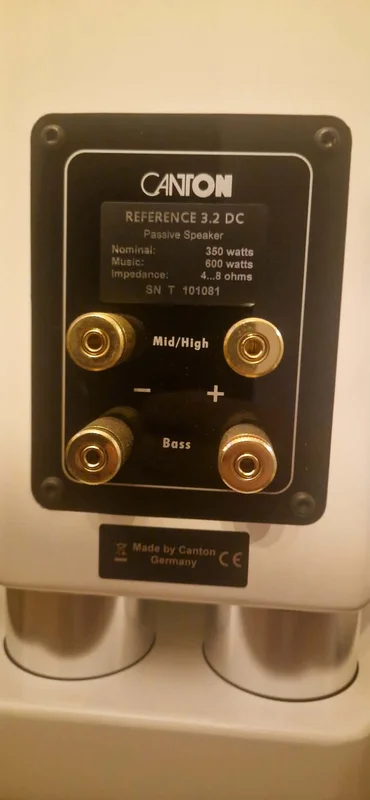 CANTON
REFERENCE 3.2 DC
Passive Speaker
Nominal: 350 watts
Music: 600 watts
Impedance: 4...8 ohms
SN T 101081
Mid/High
− +
Bass
Made by Canton
Germany
CE